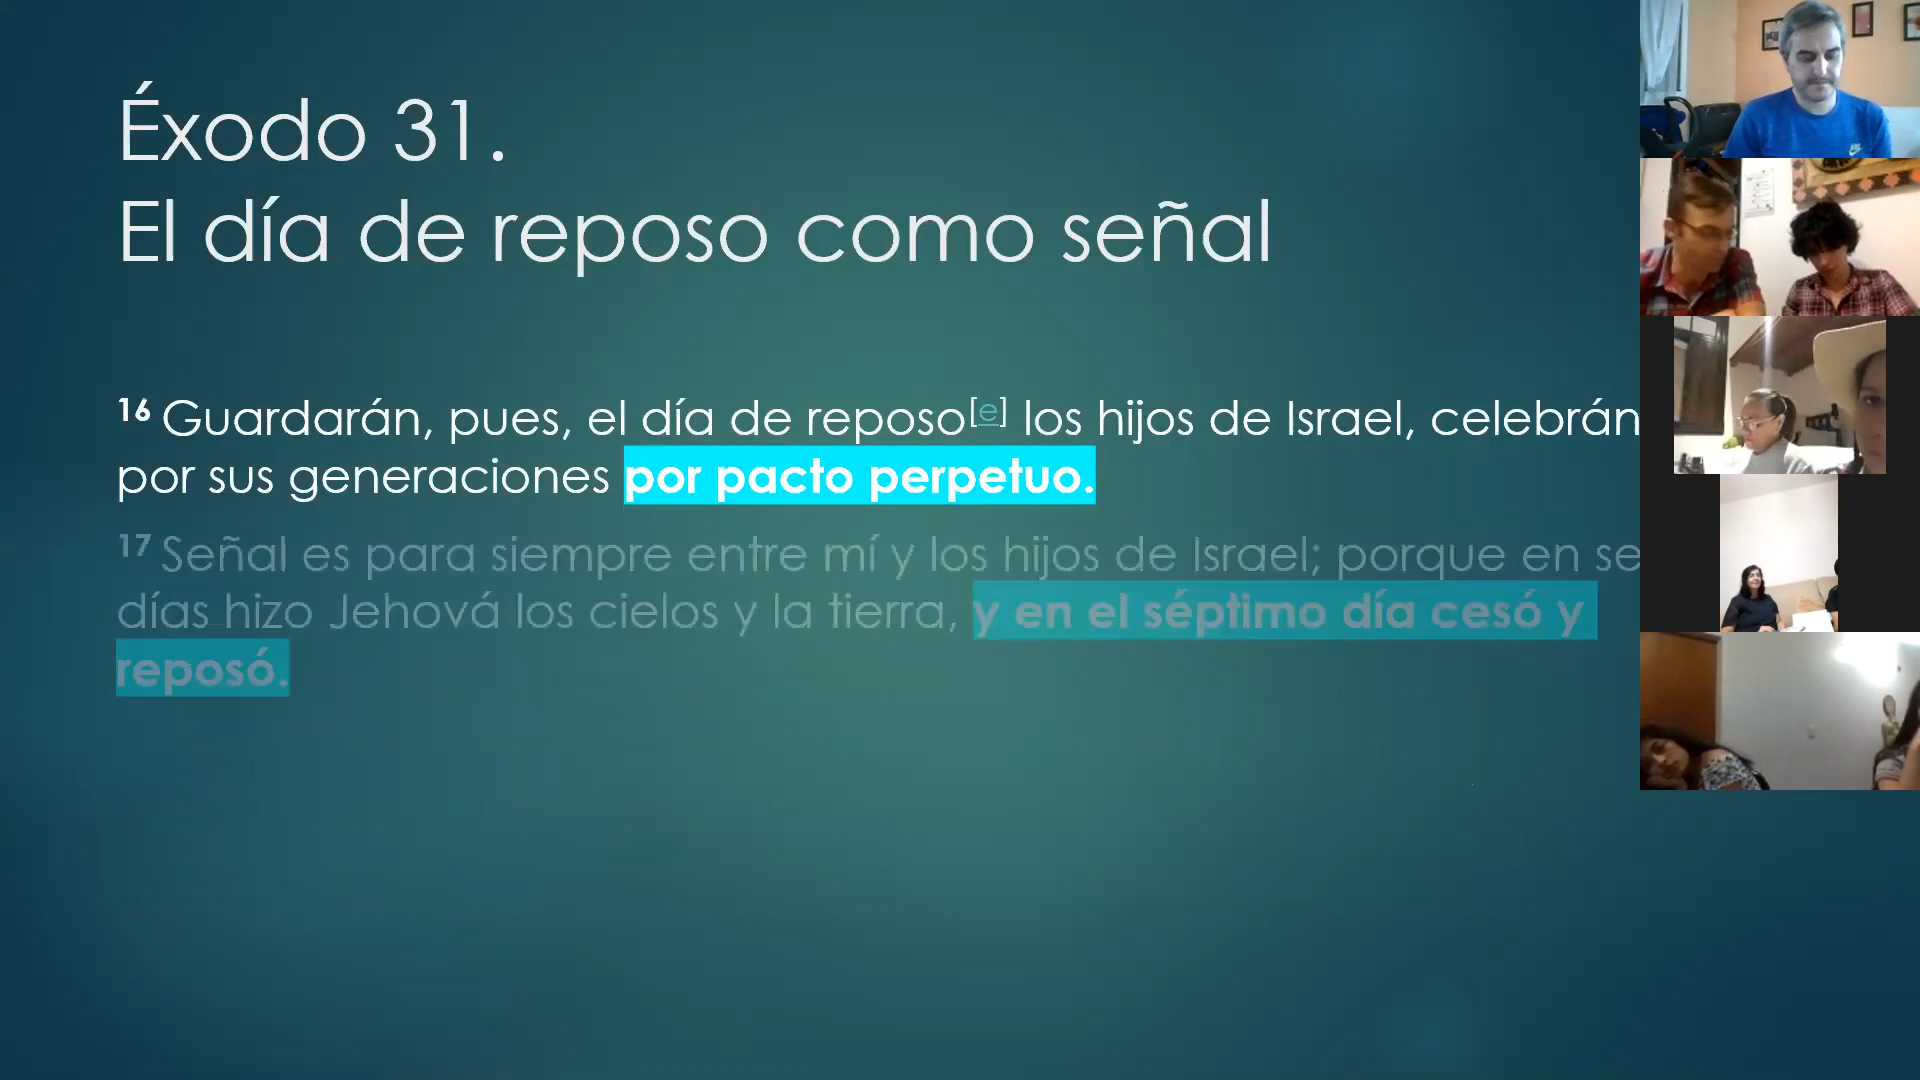 Éxodo 31.
El día de reposo como señal
16 Guardarán, pues, el día de reposo[e] los hijos de Israel, celebrán
por sus generaciones por pacto perpetuo.
17 Señal es para siempre entre mí y los hijos de Israel; porque en se
días hizo Jehová los cielos y la tierra, y en el séptimo día cesó y
reposó.